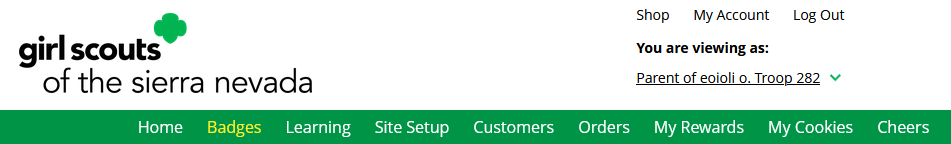 girl scouts
of the sierra nevada
Shop My Account Log Out
You are viewing as:
Parent of eoioli o. Troop 282
Home Badges Learning Site Setup Customers Orders My Rewards My Cookies Cheers